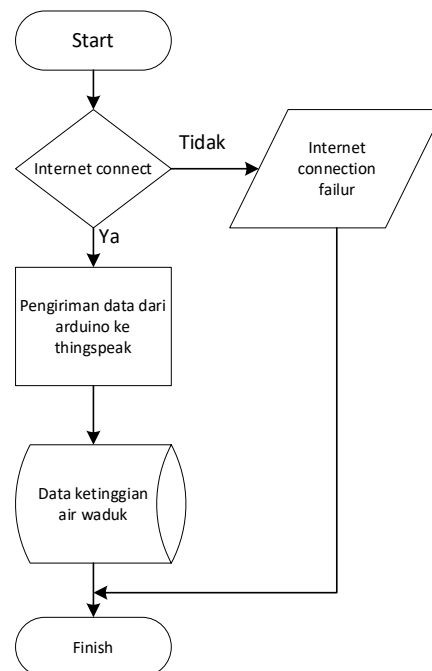 Start
Internet connect
Tidak
Internet
connection
failur
Ya
Pengiriman data dari
arduino ke
thingspeak
Data ketinggian
air waduk
Finish